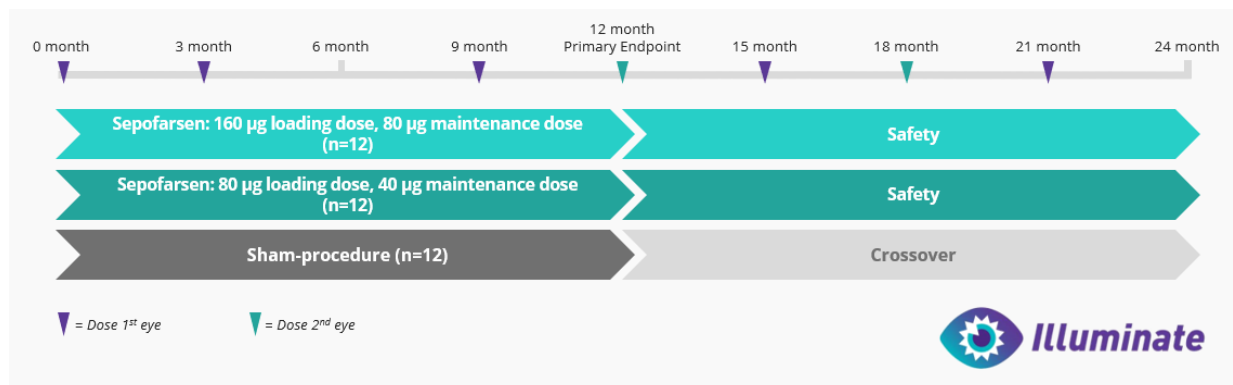 12 month
0 month 3 month 6 month 9 month Primary Endpoint 15 month 18 month 21 month 24 month
Sepofarsen: 160 µg loading dose, 80 µg maintenance dose
(n=12)
Safety
Sepofarsen: 80 µg loading dose, 40 µg maintenance dose
(n=12)
Safety
Sham-procedure (n=12)
Crossover
= Dose 1st eye
= Dose 2nd eye
Illuminate